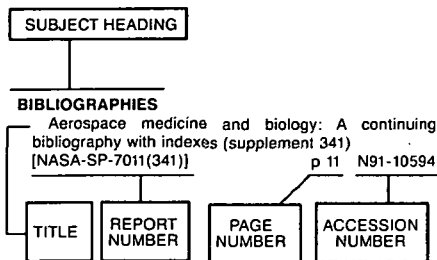 SUBJECT HEADING
BIBLIOGRAPHIES
Aerospace medicine and biology: A continuing
bibliography with indexes (supplement 341)
[NASA-SP-7011(341)] p 11 N91-10594
TITLE
REPORT
NUMBER
PAGE
NUMBER
ACCESSION
NUMBER